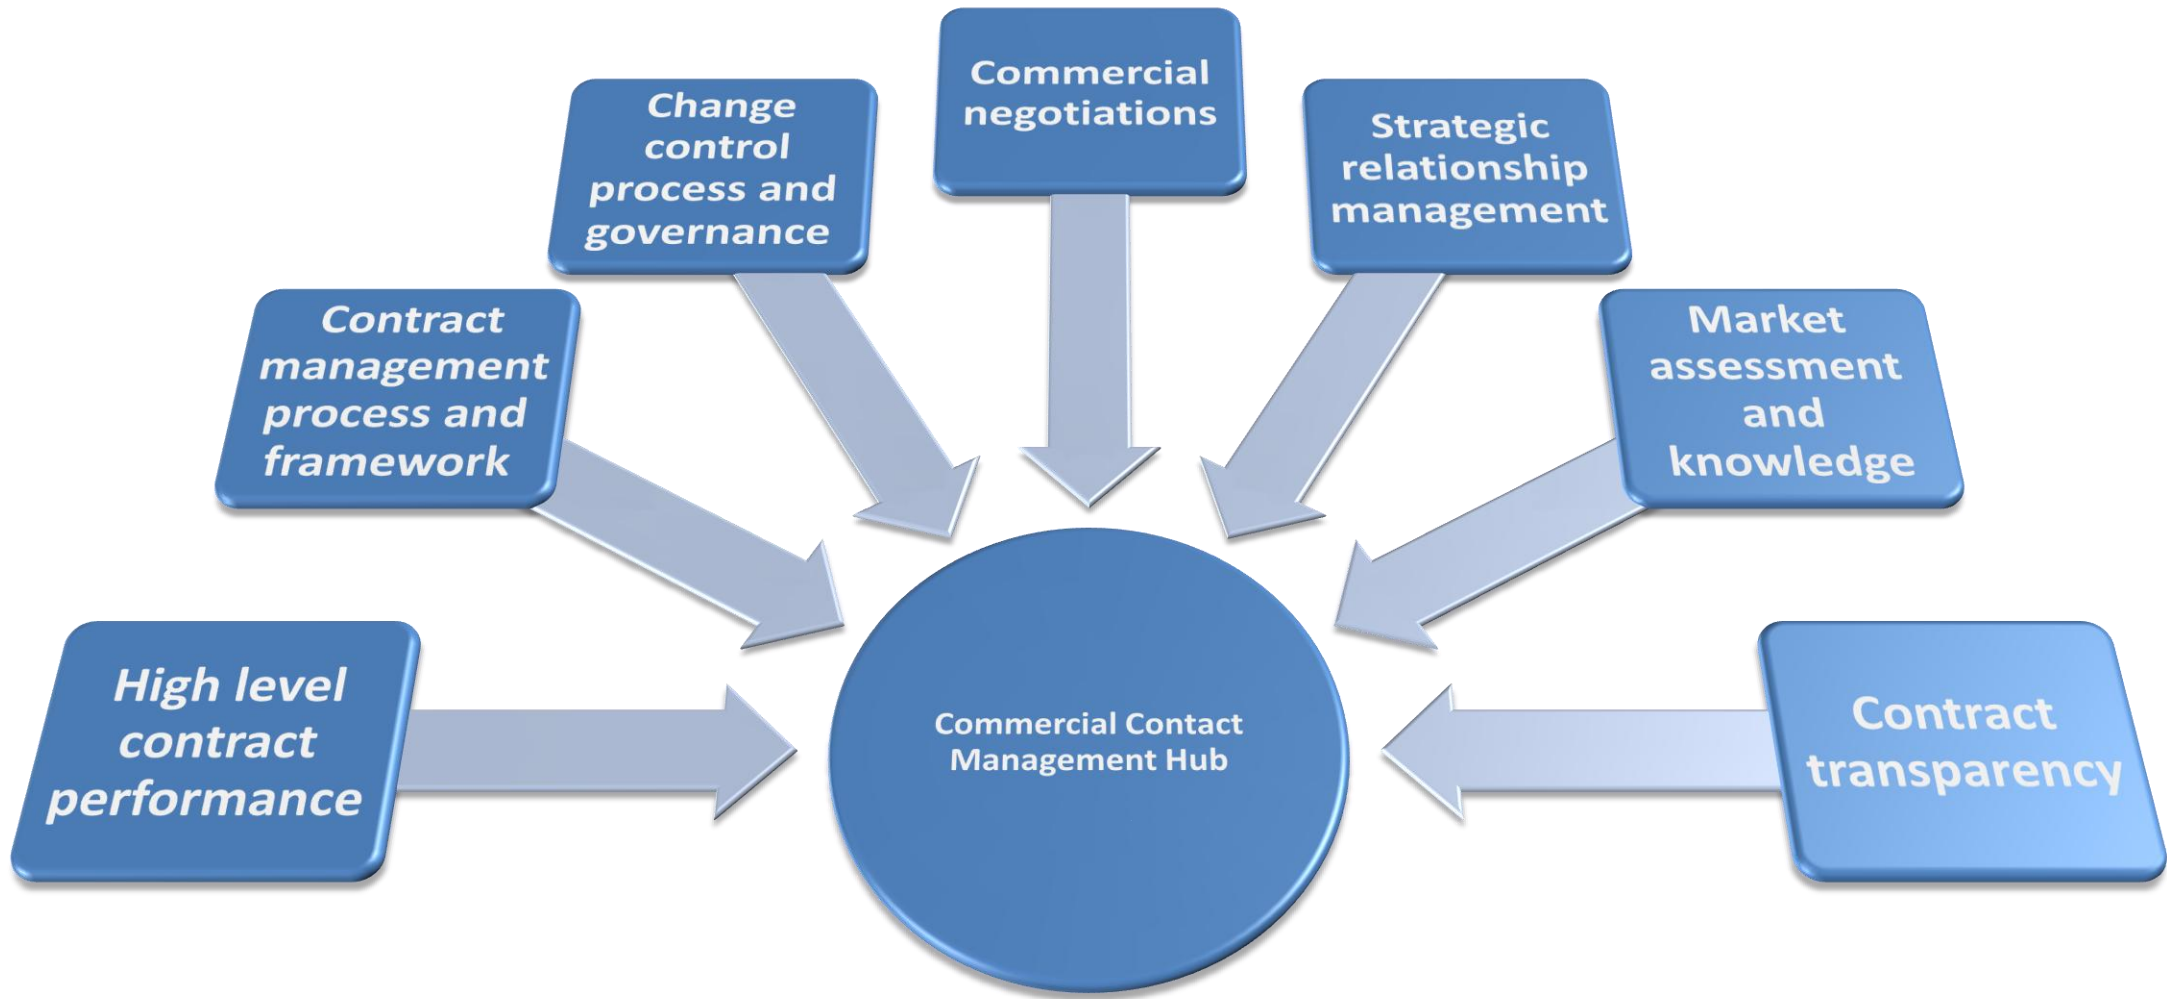 Commercial
negotiations
Change
control
process and
governance
Strategic
relationship
management
Contract
management
process and
framework
Market
assessment
and
knowledge
High level
contract
performance
Commercial Contact
Management Hub
Contract
transparency